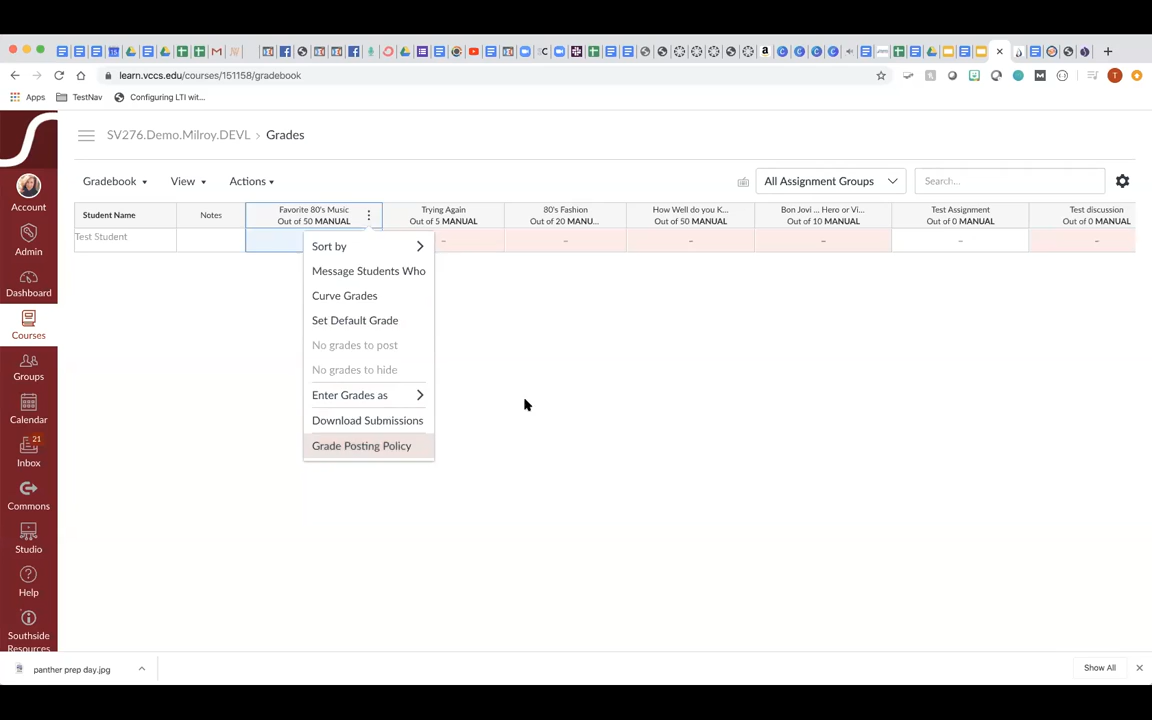 learn.vccs.edu/courses/151158/gradebook
Apps
TestNav
Configuring LTI wit...
SV276.Demo.Milroy.DEVL > Grades
Gradebook
View
Actions
All Assignment Groups
Search...
Student Name
Notes
Favorite 80's Music
Out of 50 MANUAL
Trying Again
Out of 5 MANUAL
80's Fashion
Out of 20 MANU...
How Well do you K...
Out of 50 MANUAL
Bon Jovi ... Hero or Vi...
Out of 10 MANUAL
Test Assignment
Out of 0 MANUAL
Test discussion
Out of 0 MANUAL
Test Student
Sort by
Message Students Who
Curve Grades
Set Default Grade
No grades to post
No grades to hide
Enter Grades as
Download Submissions
Grade Posting Policy
Account
Admin
Dashboard
Courses
Groups
Calendar
21
Inbox
Commons
Studio
Help
Southside
Resources
panther prep day.jpg
Show All